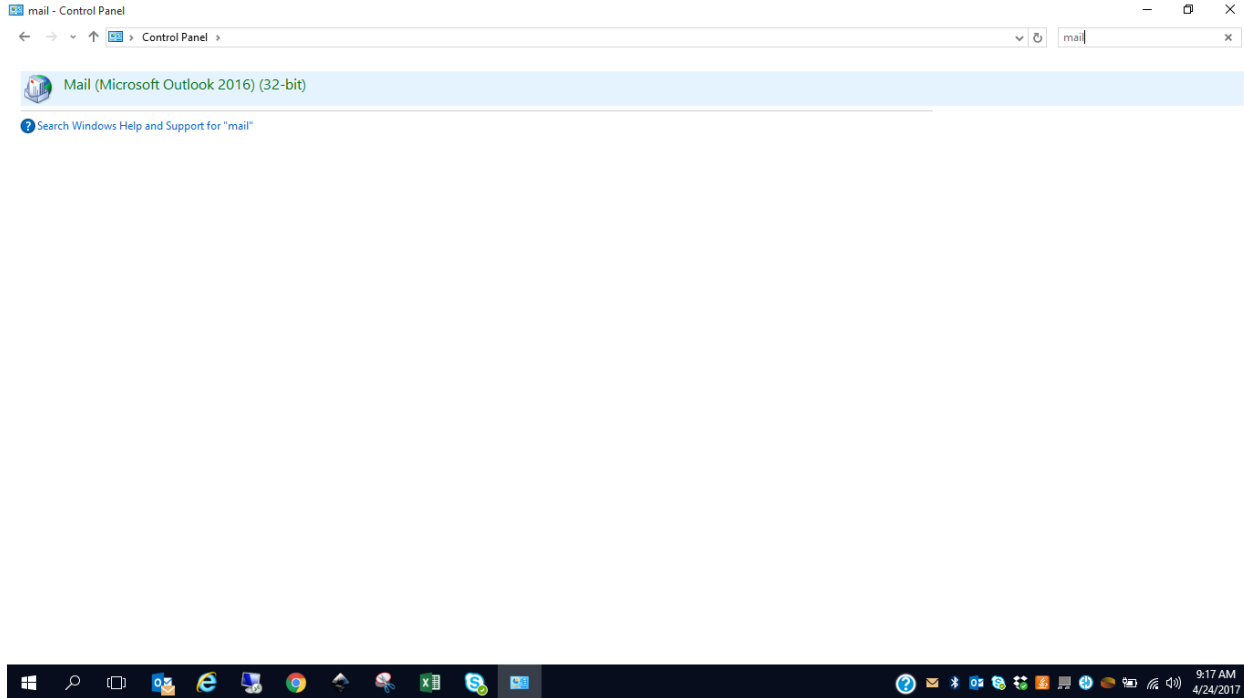 mail - Control Panel
Control Panel
mail
Mail (Microsoft Outlook 2016) (32-bit)
Search Windows Help and Support for "mail"
9:17 AM
4/24/2017